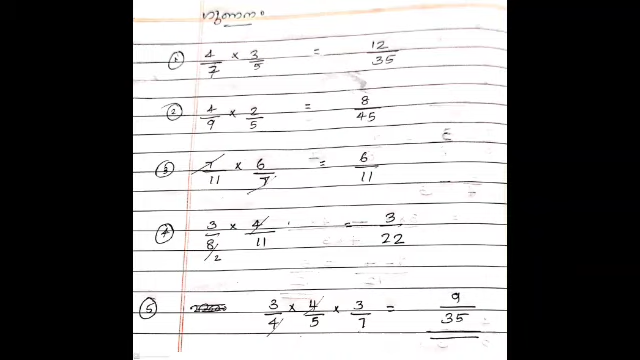 ഗുണനം
① 4/7 × 3/5 = 12/35
② 4/9 × 2/5 = 8/45
③ 7/11 × 6/7 = 6/11
④ 3/8 2 × 4/11 = 3/22
⑤ 3/4 × 4/5 × 3/7 = 9/35